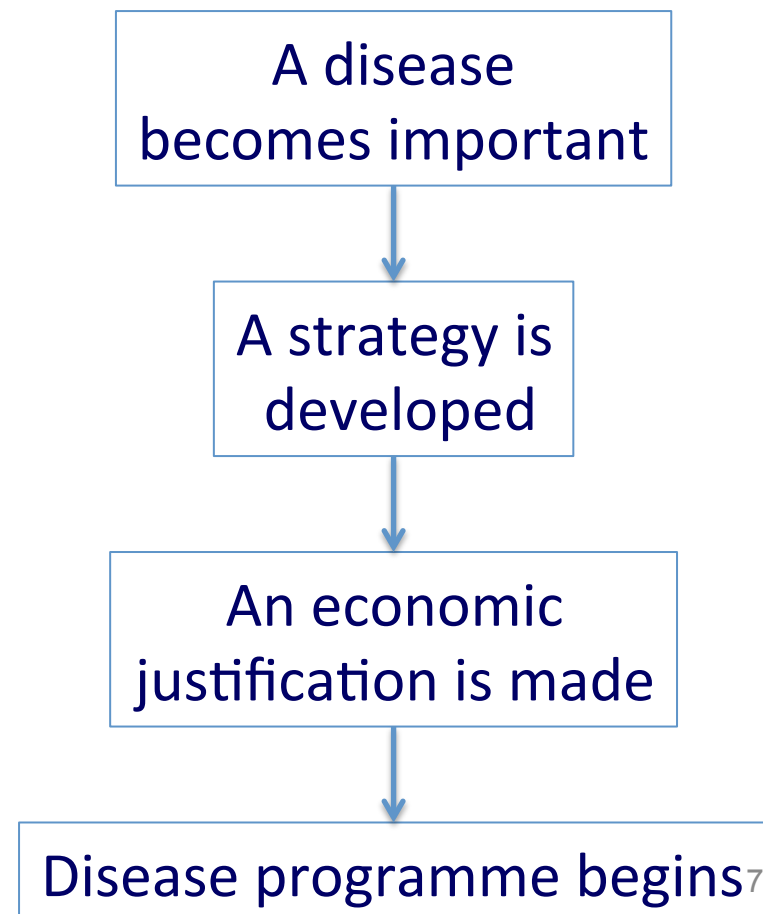 A disease
becomes important
A strategy is
developed
An economic
justification is made
Disease programme begins 7